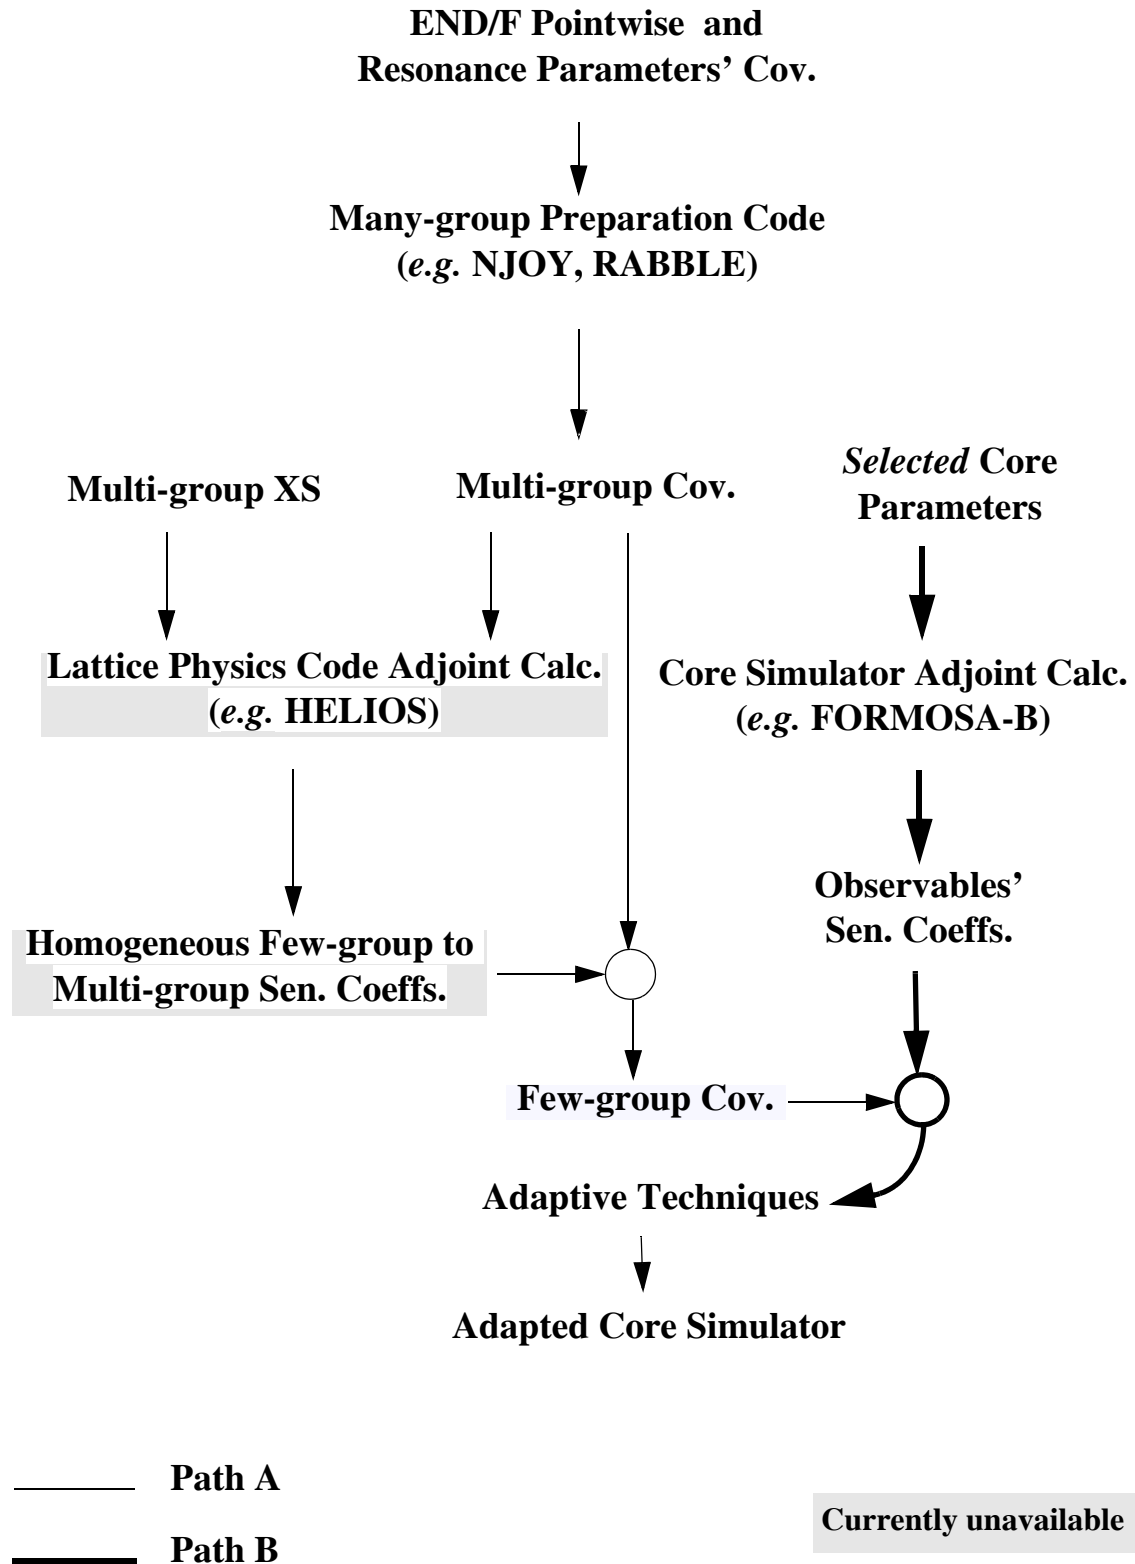 END/F Pointwise and
Resonance Parameters’ Cov.
Many-group Preparation Code
(e.g. NJOY, RABBLE)
Multi-group XS
Multi-group Cov.
Selected Core
Parameters
Lattice Physics Code Adjoint Calc.
(e.g. HELIOS)
Core Simulator Adjoint Calc.
(e.g. FORMOSA-B)
Observables’
Sen. Coeffs.
Homogeneous Few-group to
Multi-group Sen. Coeffs.
Few-group Cov.
Adaptive Techniques
Adapted Core Simulator
Path A
Path B
Currently unavailable